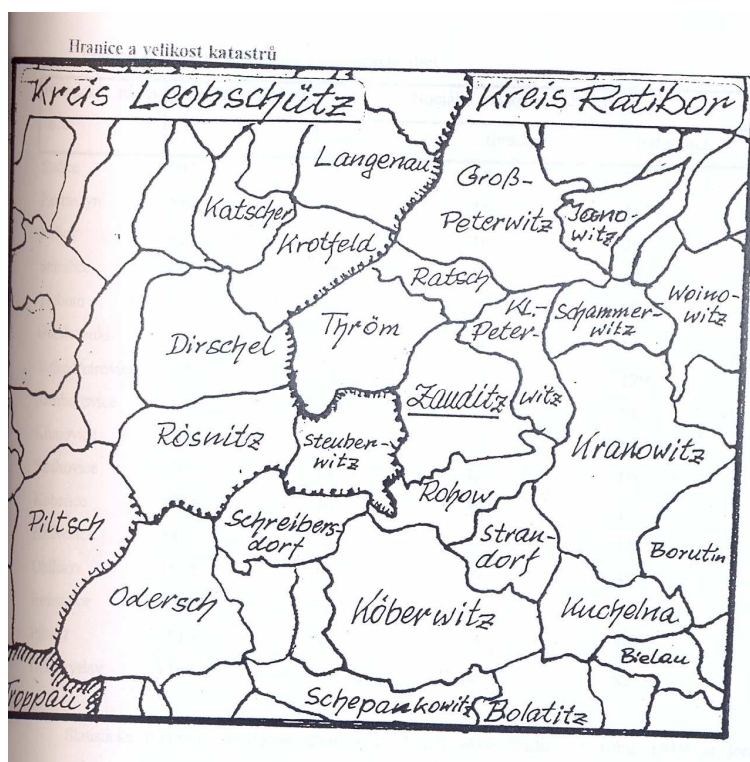 Hranice a velikost katastrů
Kreis Leobschütz
Kreis Ratibor
Langenau
Groß-
Peterwitz
Jano-
witz
Katscher
Krotfeld
Ratsch
Woino-
witz
Dirschel
Thröm
Kl.-
Peter-
witz
Schammer-
witz
Zauditz
Rösnitz
Steuber-
witz
Kranowitz
Piltsch
Schreibers-
dorf
Rohow
Stran-
dorf
Borutin
Odersch
Köberwitz
Kuchelna
Bielau
Troppau
Schepankowitz
Bolatitz